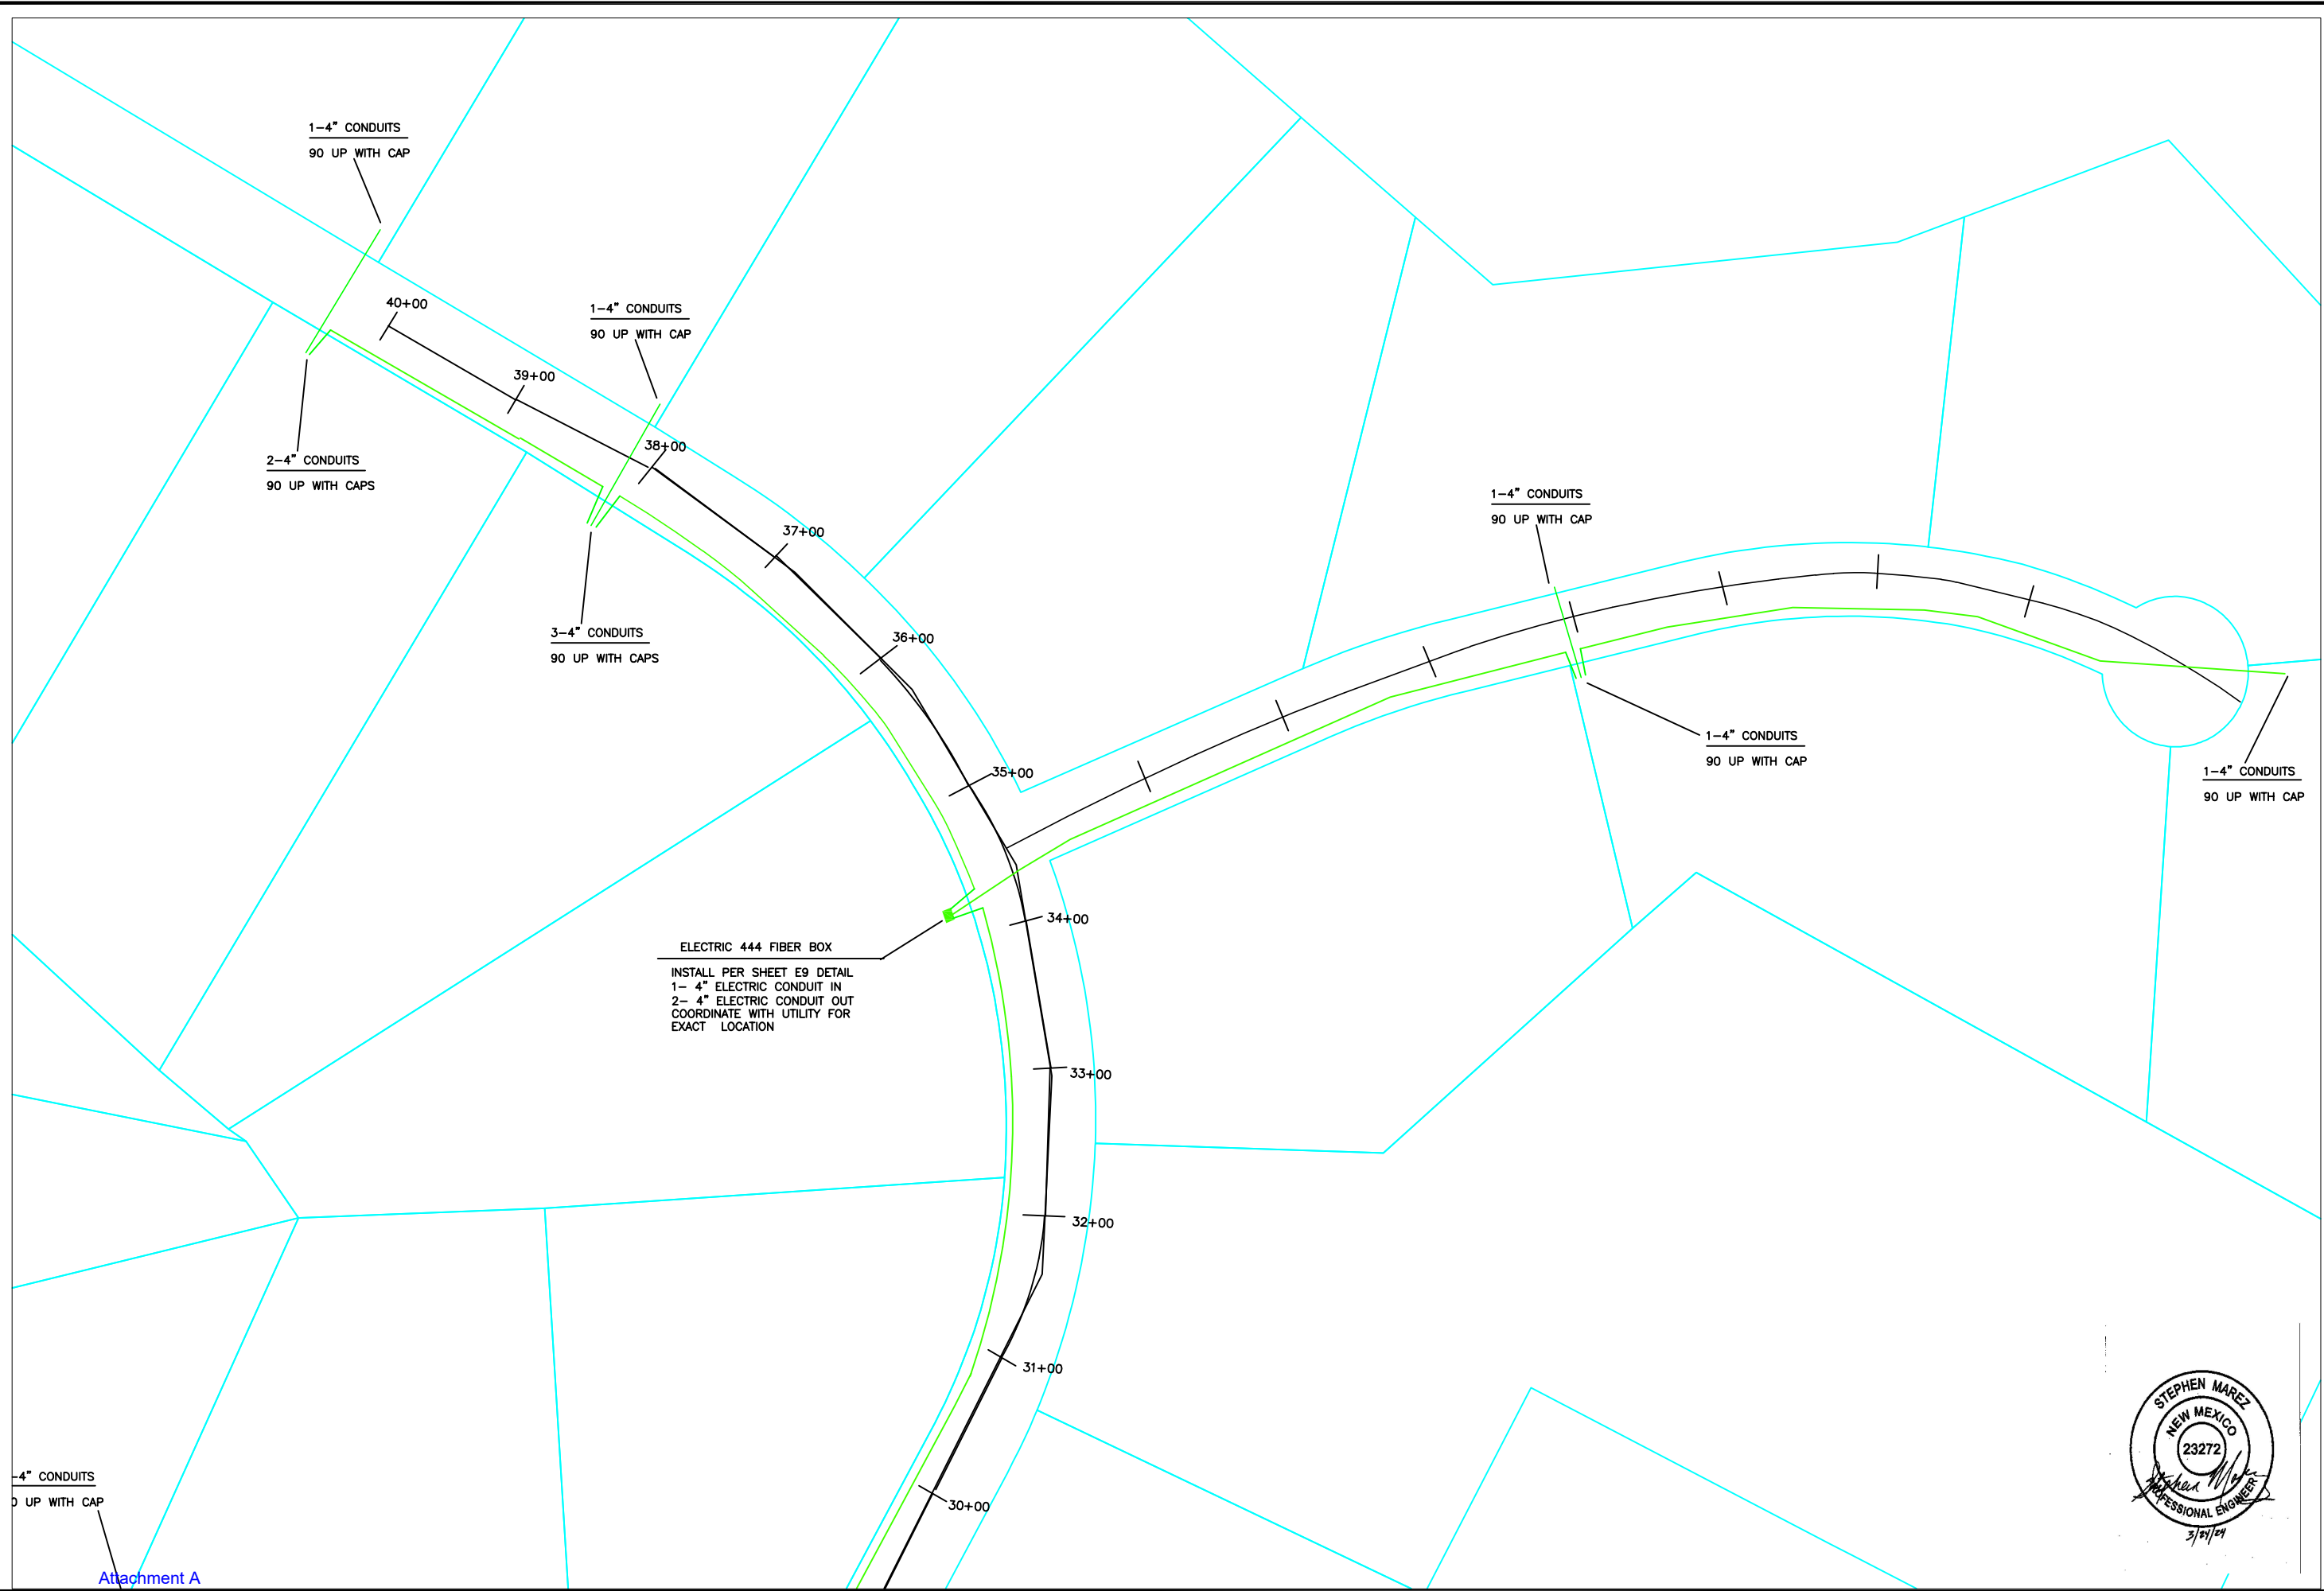 1-4" CONDUITS
90 UP WITH CAP
40+00
1-4" CONDUITS
90 UP WITH CAP
39+00
38+00
2-4" CONDUITS
90 UP WITH CAPS
37+00
1-4" CONDUITS
90 UP WITH CAP
3-4" CONDUITS
90 UP WITH CAPS
36+00
35+00
1-4" CONDUITS
90 UP WITH CAP
1-4" CONDUITS
90 UP WITH CAP
34+00
ELECTRIC 444 FIBER BOX
INSTALL PER SHEET E9 DETAIL
1- 4" ELECTRIC CONDUIT IN
2- 4" ELECTRIC CONDUIT OUT
COORDINATE WITH UTILITY FOR
EXACT LOCATION
33+00
32+00
31+00
30+00
-4" CONDUITS
UP WITH CAP
STEPHEN MAREZ
NEW MEXICO
23272
PROFESSIONAL ENGINEER
3/24/24
Attachment A